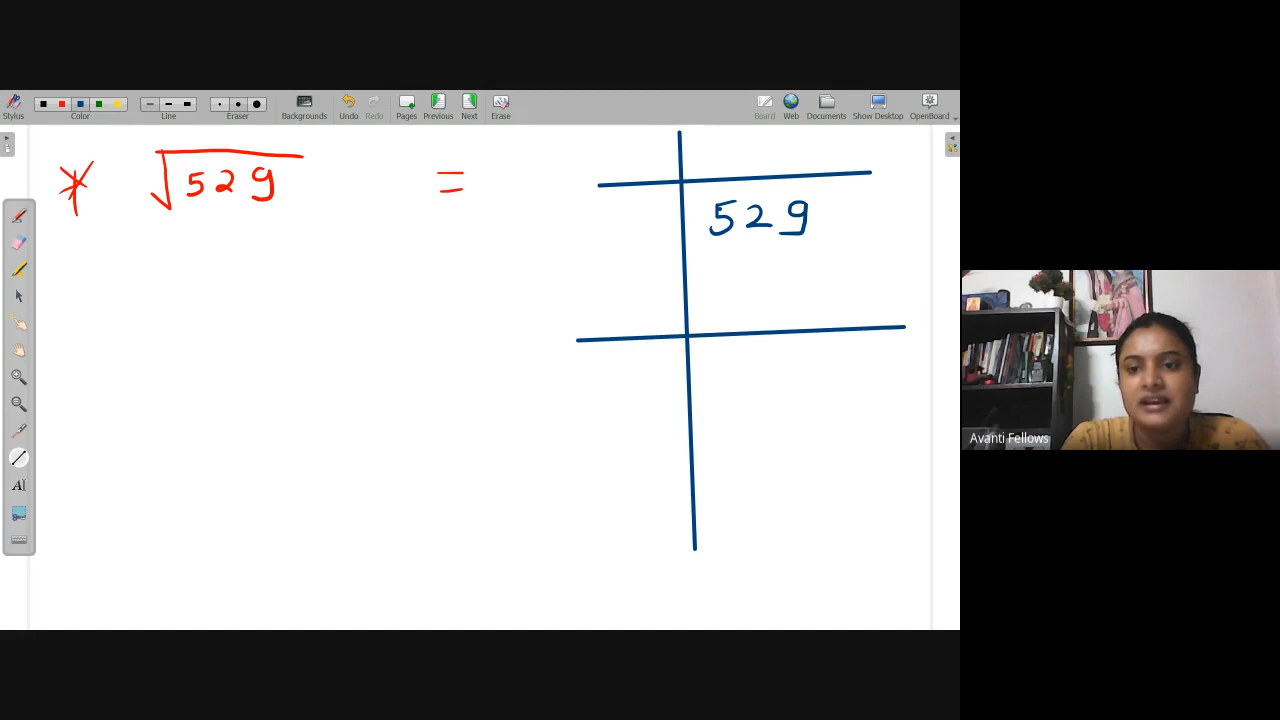 Stylus Color Line Eraser Backgrounds Undo Redo Pages Previous Next Erase Board Web Documents Show Desktop OpenBoard
* √529 =
529
Avanti Fellows